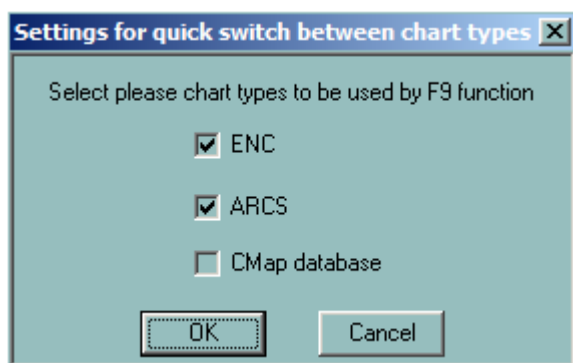 Settings for quick switch between chart types
Select please chart types to be used by F9 function
ENC
ARCS
CMap database
OK Cancel